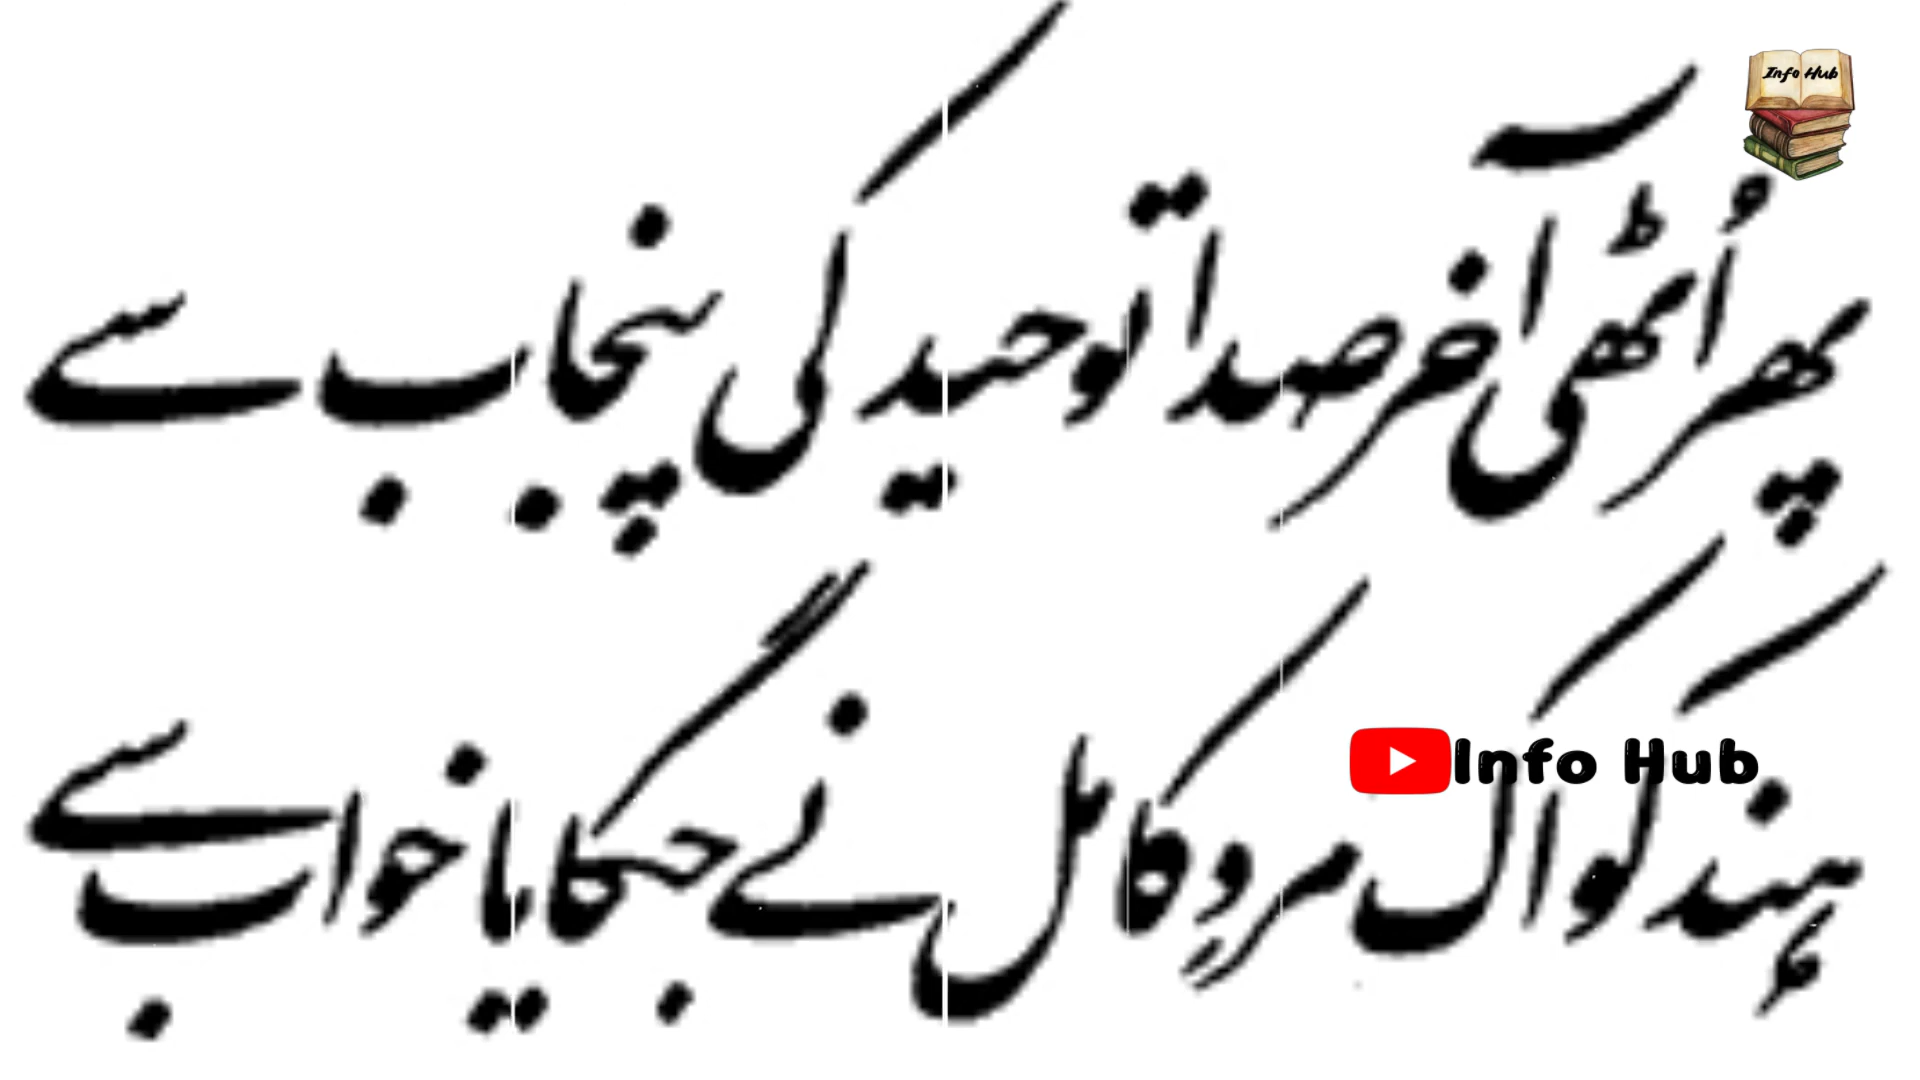 Info Hub
پھر اُٹھی آخر صدا توحید کی پنجاب سے
ہند کو اک مردِ کامل نے جگایا خواب سے
Info Hub